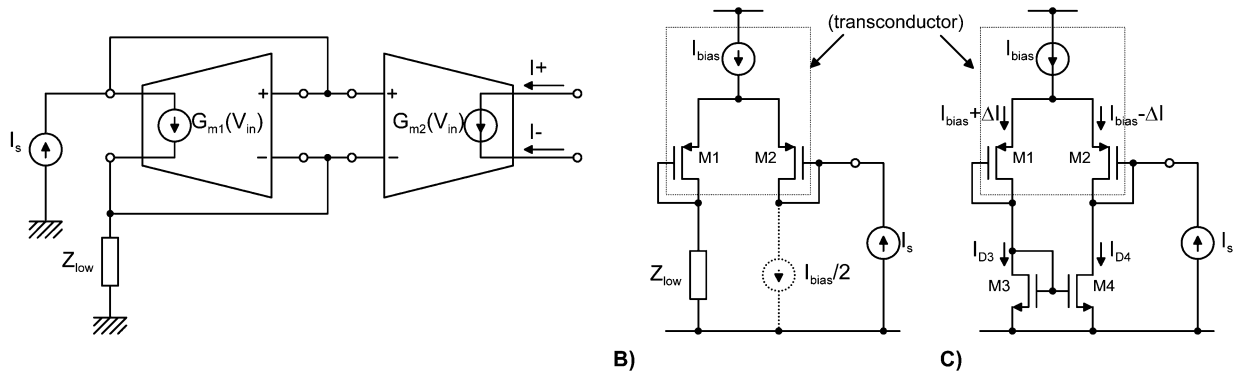 I+
+
+
Gm1(Vin)
Gm2(Vin)
I-
−
−
Is
Zlow
(transconductor)
Ibias
M1
M2
Is
Zlow
Ibias/2
B)
Ibias
Ibias+ΔI
Ibias-ΔI
M1
M2
Is
ID3
ID4
M3
M4
C)